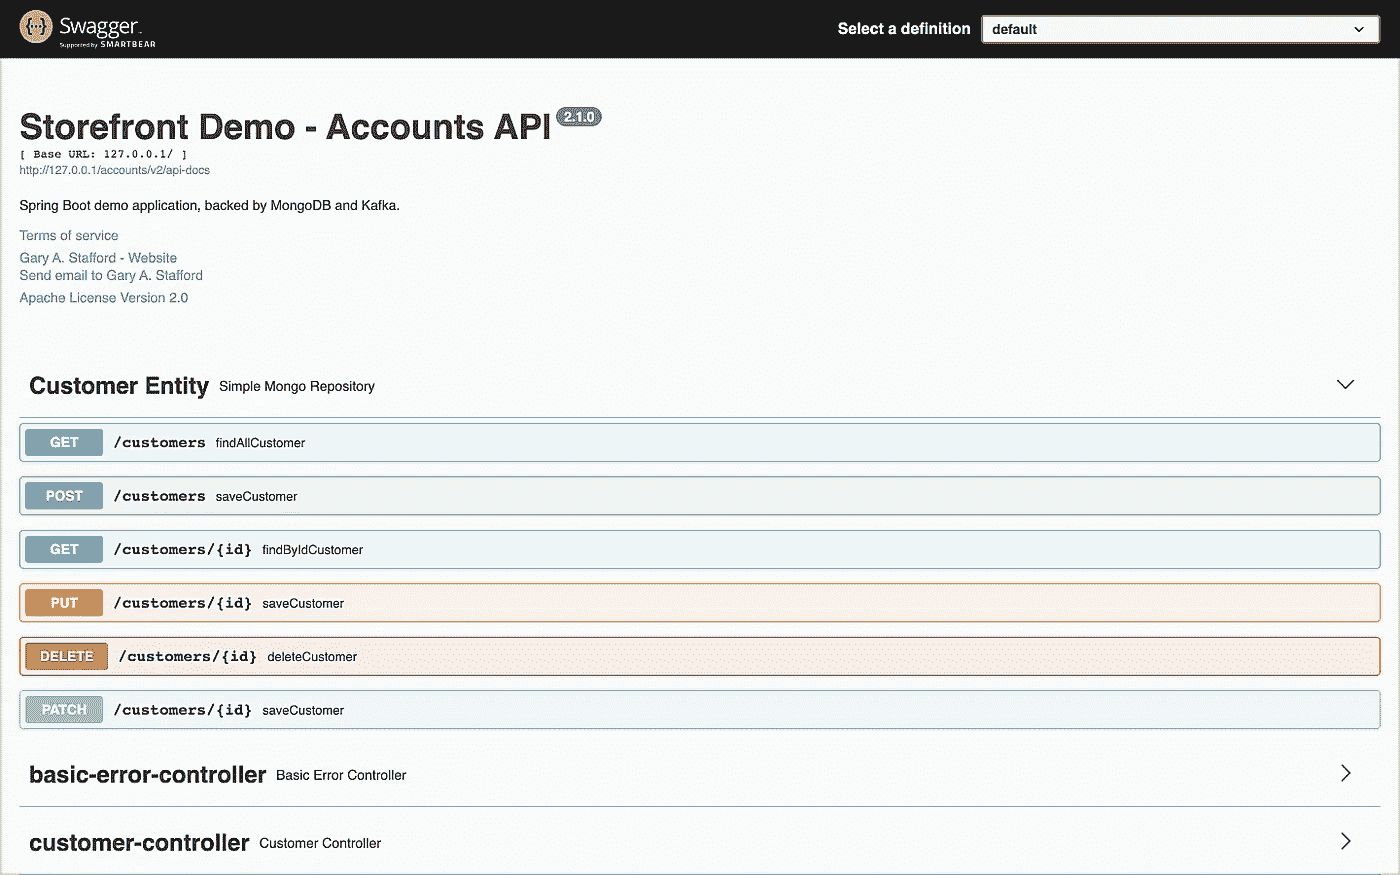 Swagger
Supported by SMARTBEAR
Select a definition
default
Storefront Demo - Accounts API 2.1.0
[ Base URL: 127.0.0.1/ ]
http://127.0.0.1/accounts/v2/api-docs
Spring Boot demo application, backed by MongoDB and Kafka.
Terms of service
Gary A. Stafford - Website
Send email to Gary A. Stafford
Apache License Version 2.0
Customer Entity Simple Mongo Repository
GET /customers findAllCustomer
POST /customers saveCustomer
GET /customers/{id} findByIdCustomer
PUT /customers/{id} saveCustomer
DELETE /customers/{id} deleteCustomer
PATCH /customers/{id} saveCustomer
basic-error-controller Basic Error Controller
customer-controller Customer Controller